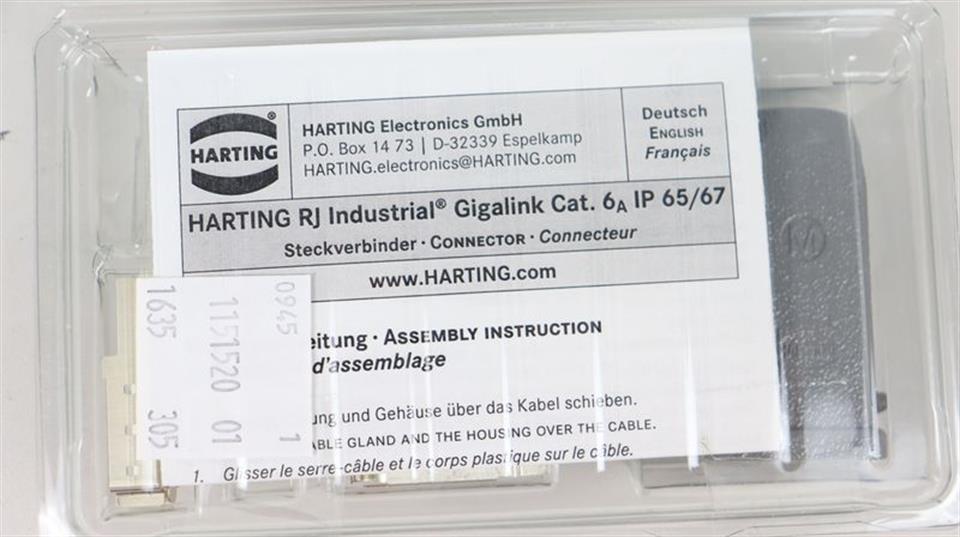 HARTING®
HARTING Electronics GmbH
P.O. Box 14 73 | D-32339 Espelkamp
HARTING.electronics@HARTING.com
Deutsch
ENGLISH
Français
HARTING RJ Industrial® Gigalink Cat. 6A IP 65/67
Steckverbinder · CONNECTOR · Connecteur
www.HARTING.com
eitung · ASSEMBLY INSTRUCTION
d'assemblage
ung und Gehäuse über das Kabel schieben.
ABLE GLAND AND THE HOUSING OVER THE CABLE.
1. Glisser le serre-câble et le corps plastique sur le câble.
0945 1
1151520 01
1635 305
M